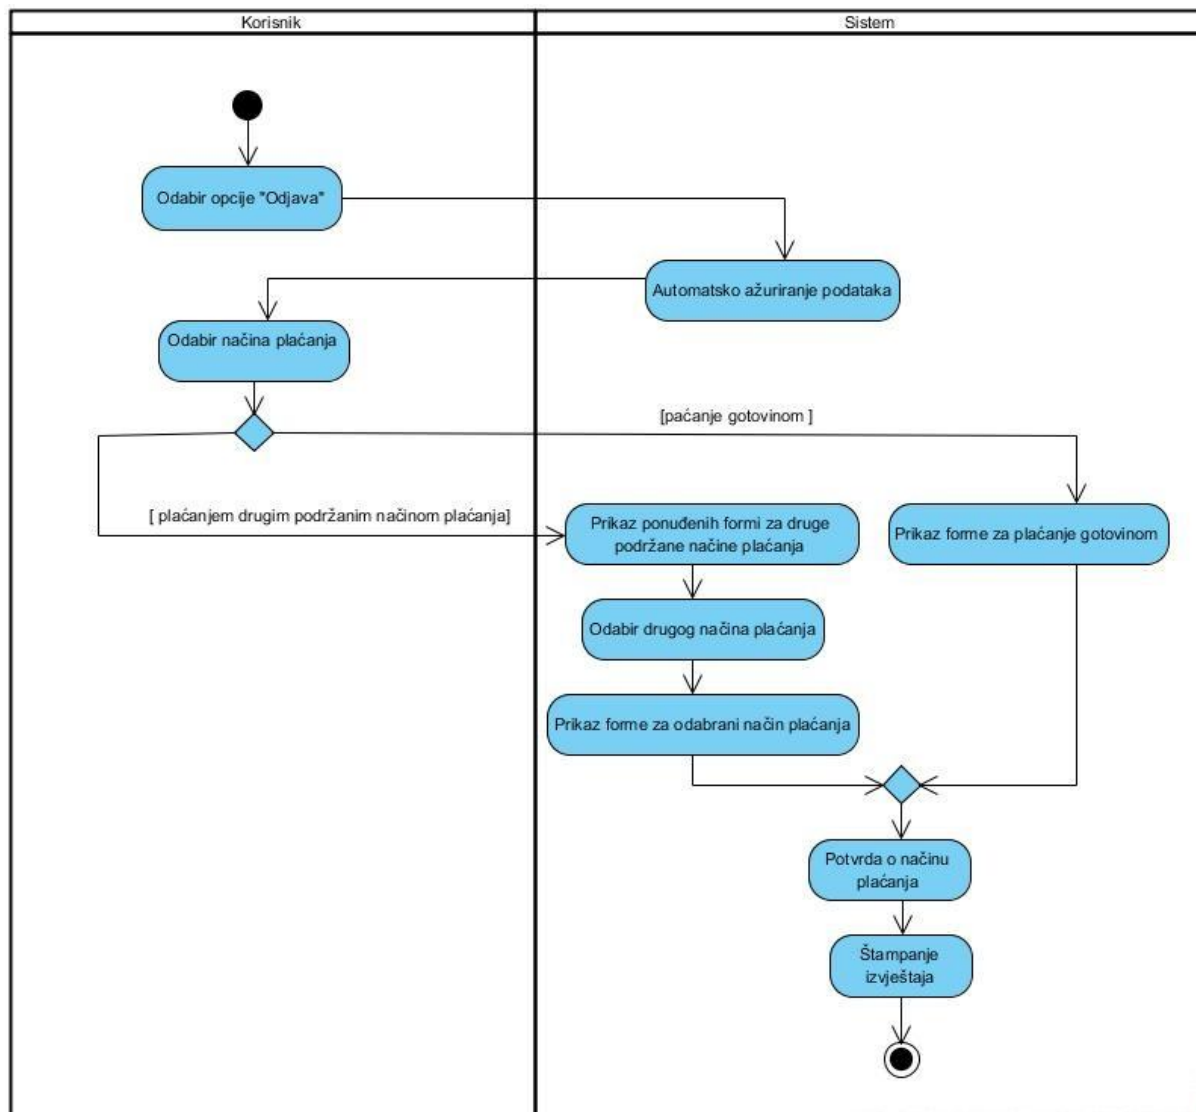 Korisnik
Sistem
Odabir opcije "Odjava"
Automatsko ažuriranje podataka
Odabir načina plaćanja
[paćanje gotovinom ]
[ plaćanjem drugim podržanim načinom plaćanja]
Prikaz ponuđenih formi za druge
podržane načine plaćanja
Prikaz forme za plaćanje gotovinom
Odabir drugog načina plaćanja
Prikaz forme za odabrani način plaćanja
Potvrda o načinu
plaćanja
Štampanje
izvještaja